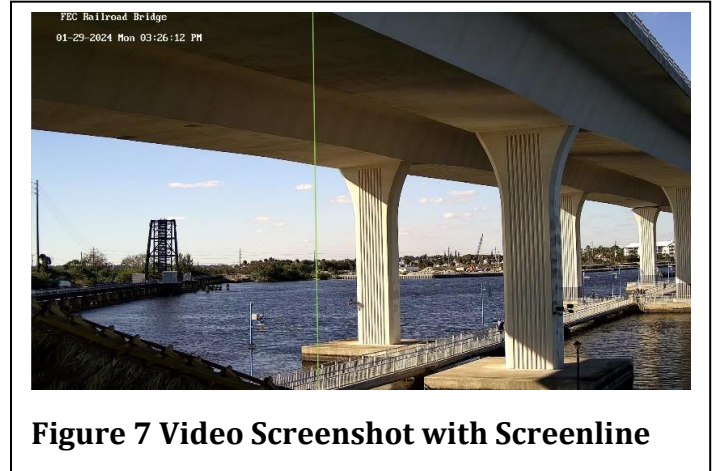 FEC Railroad Bridge
01-29-2024 Mon 03:26:12 PM
Figure 7 Video Screenshot with Screenline